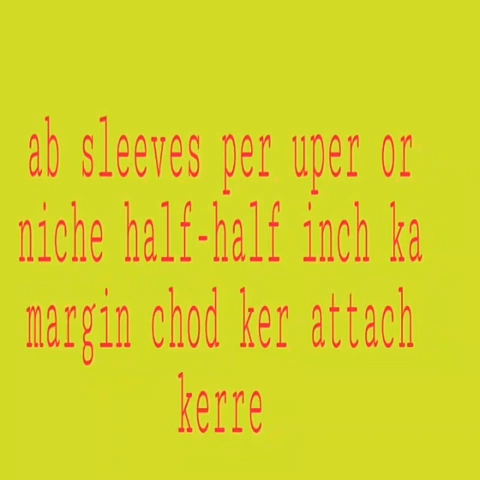 ab sleeves per uper or
niche half-half inch ka
margin chod ker attach
kerre